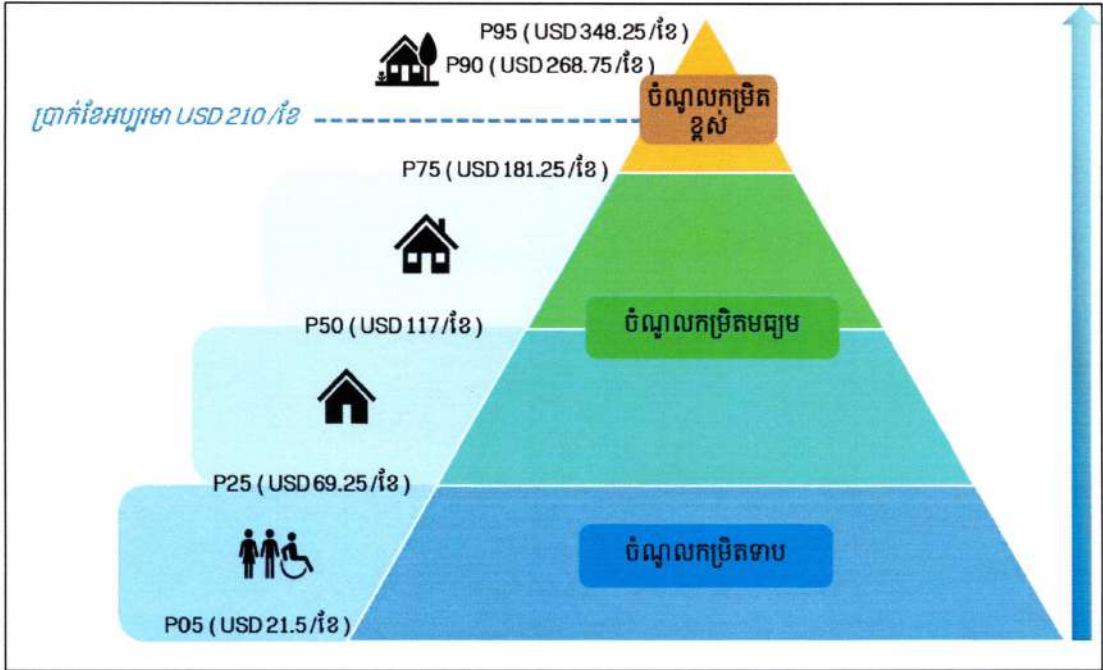 P95 ( USD 348.25/ខែ )
P90 ( USD 268.75/ខែ )
ចំណូលកម្រិត
ខ្ពស់
ប្រាក់ខែអប្បរមា USD 210 /ខែ
P75 ( USD 181.25/ខែ )
P50 ( USD 117/ខែ )
ចំណូលកម្រិតមធ្យម
P25 ( USD 69.25/ខែ )
ចំណូលកម្រិតទាប
P05 ( USD 21.5/ខែ )